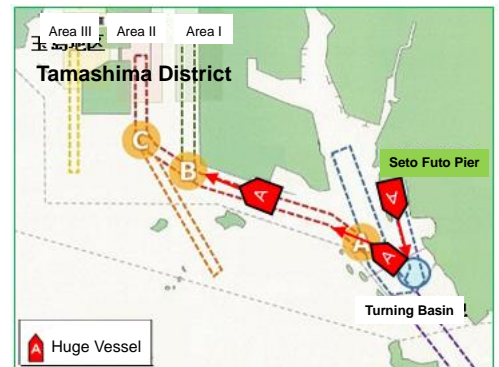 Area III Area II Area I
玉島地区
Tamashima District
C
B
A
Seto Futo Pier
A
A
A
Turning Basin
A Huge Vessel